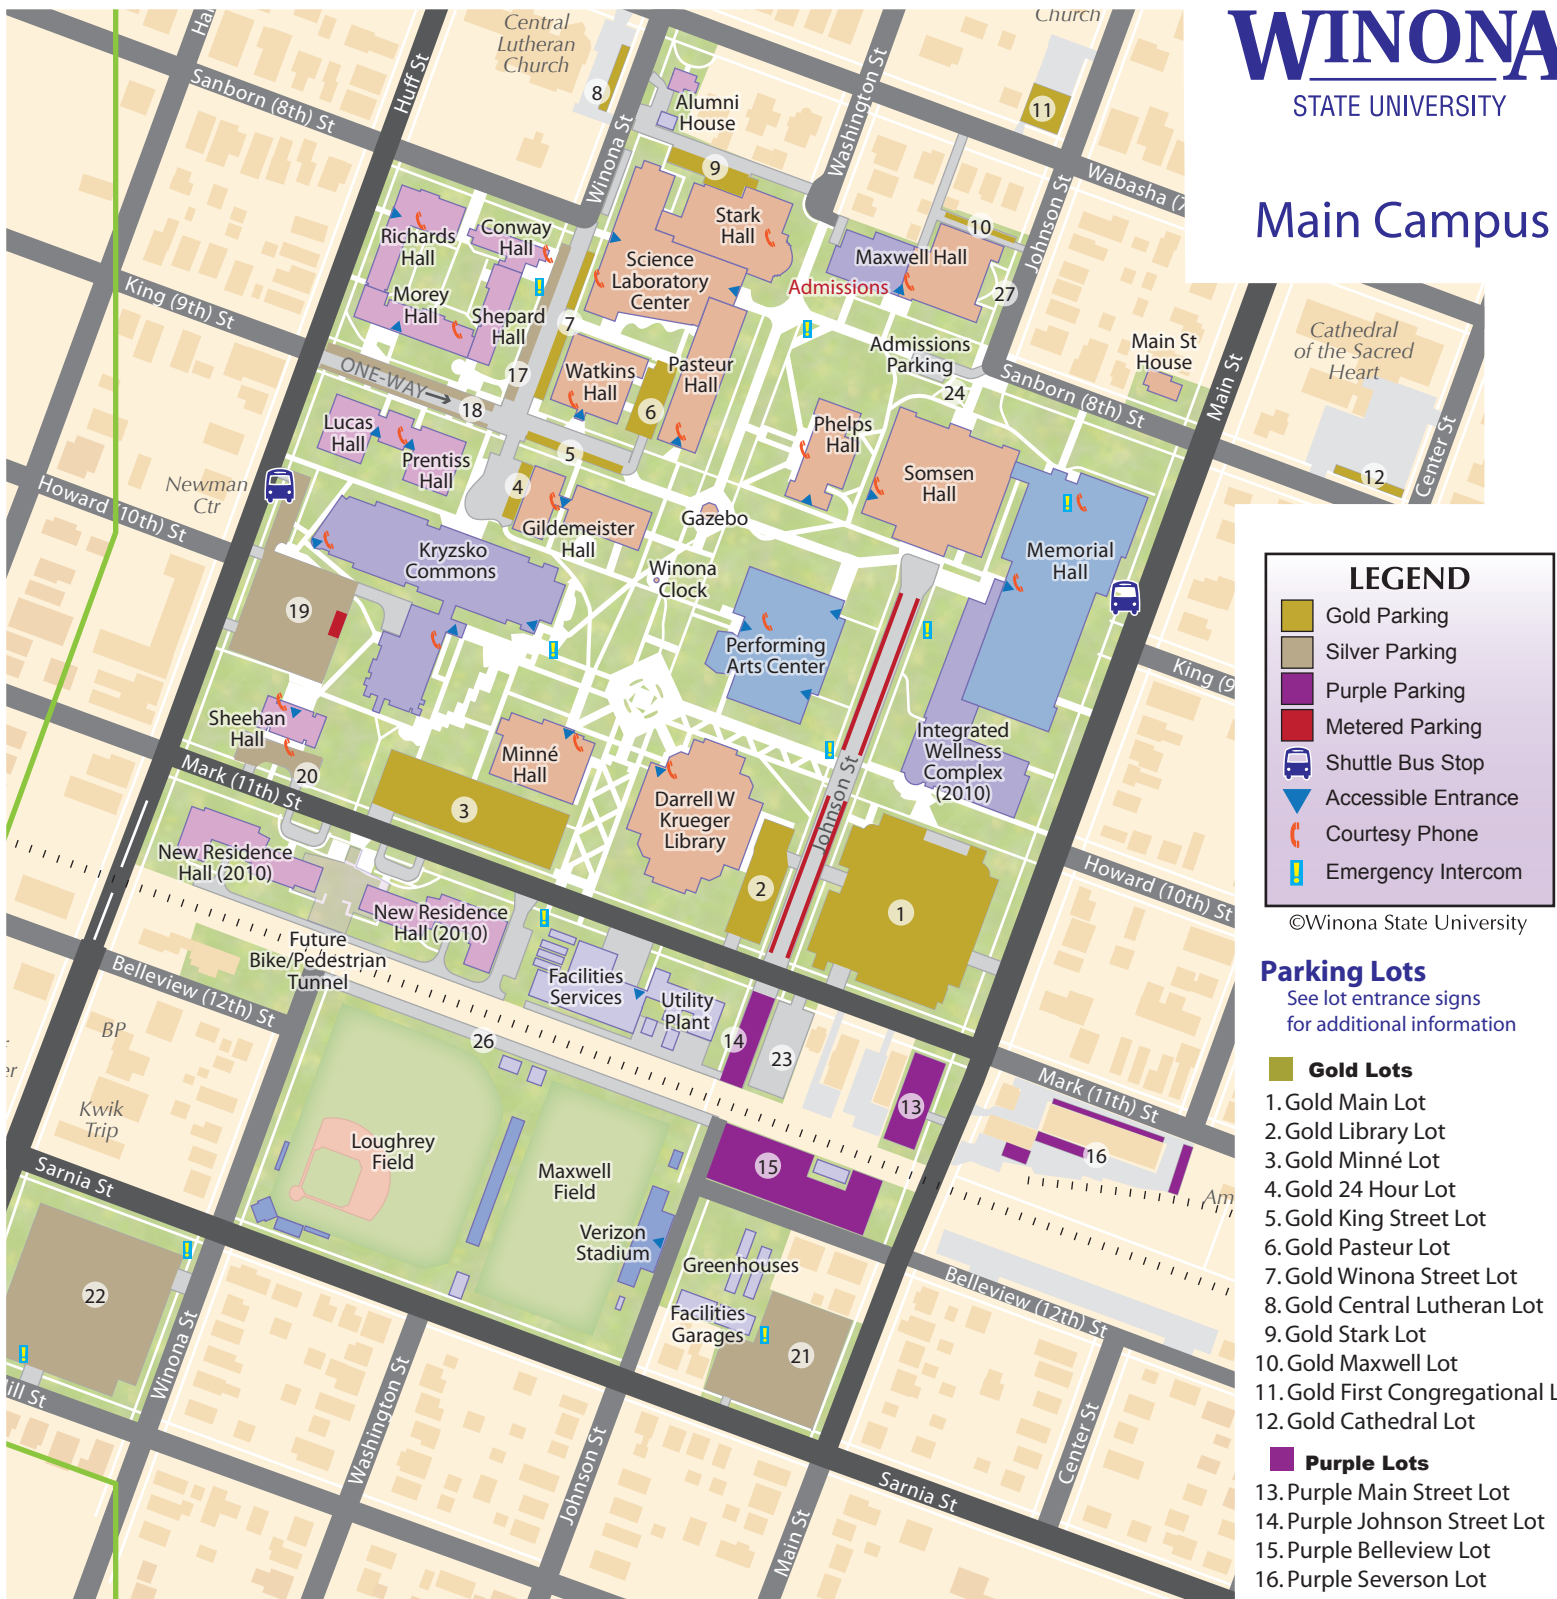 WINONA
STATE UNIVERSITY
Main Campus
Central
Lutheran
Church
Church
Huff St
Sanborn (8th) St
Winona St
Washington St
Wabasha (7
Johnson St
8
Alumni
House
11
9
10
Richards
Hall
Conway
Hall
Stark
Hall
Science
Laboratory
Center
Maxwell Hall
Admissions
27
Morey
Hall
Shepard
Hall
King (9th) St
7
Admissions
Parking
Main St
House
Cathedral
of the Sacred
Heart
Main St
ONE-WAY
17
18
Watkins
Hall
Pasteur
Hall
6
24
Sanborn (8th) St
Center St
12
Lucas
Hall
Prentiss
Hall
5
4
Phelps
Hall
Somsen
Hall
Newman
Ctr
Howard (10th) St
Gildemeister
Hall
Gazebo
Kryzsko
Commons
Winona
Clock
Memorial
Hall
19
Performing
Arts Center
King (9
Sheehan
Hall
20
Minné
Hall
Integrated
Wellness
Complex
(2010)
Mark (11th) St
3
Darrell W
Krueger
Library
Johnson St
2
1
Howard (10th) St
New Residence
Hall (2010)
New Residence
Hall (2010)
Future
Bike/Pedestrian
Tunnel
Facilities
Services
Utility
Plant
Belleview (12th) St
BP
26
14
23
13
Mark (11th) St
er
Kwik
Trip
Loughrey
Field
Maxwell
Field
15
16
Am
Sarnia St
Verizon
Stadium
Greenhouses
Facilities
Garages
Belleview (12th) St
22
21
Winona St
ill St
Washington St
Johnson St
Main St
Sarnia St
Center St
LEGEND
Gold Parking
Silver Parking
Purple Parking
Metered Parking
Shuttle Bus Stop
Accessible Entrance
Courtesy Phone
Emergency Intercom
©Winona State University
Parking Lots
See lot entrance signs
for additional information
Gold Lots
1. Gold Main Lot
2. Gold Library Lot
3. Gold Minné Lot
4. Gold 24 Hour Lot
5. Gold King Street Lot
6. Gold Pasteur Lot
7. Gold Winona Street Lot
8. Gold Central Lutheran Lot
9. Gold Stark Lot
10. Gold Maxwell Lot
11. Gold First Congregational L
12. Gold Cathedral Lot
Purple Lots
13. Purple Main Street Lot
14. Purple Johnson Street Lot
15. Purple Belleview Lot
16. Purple Severson Lot